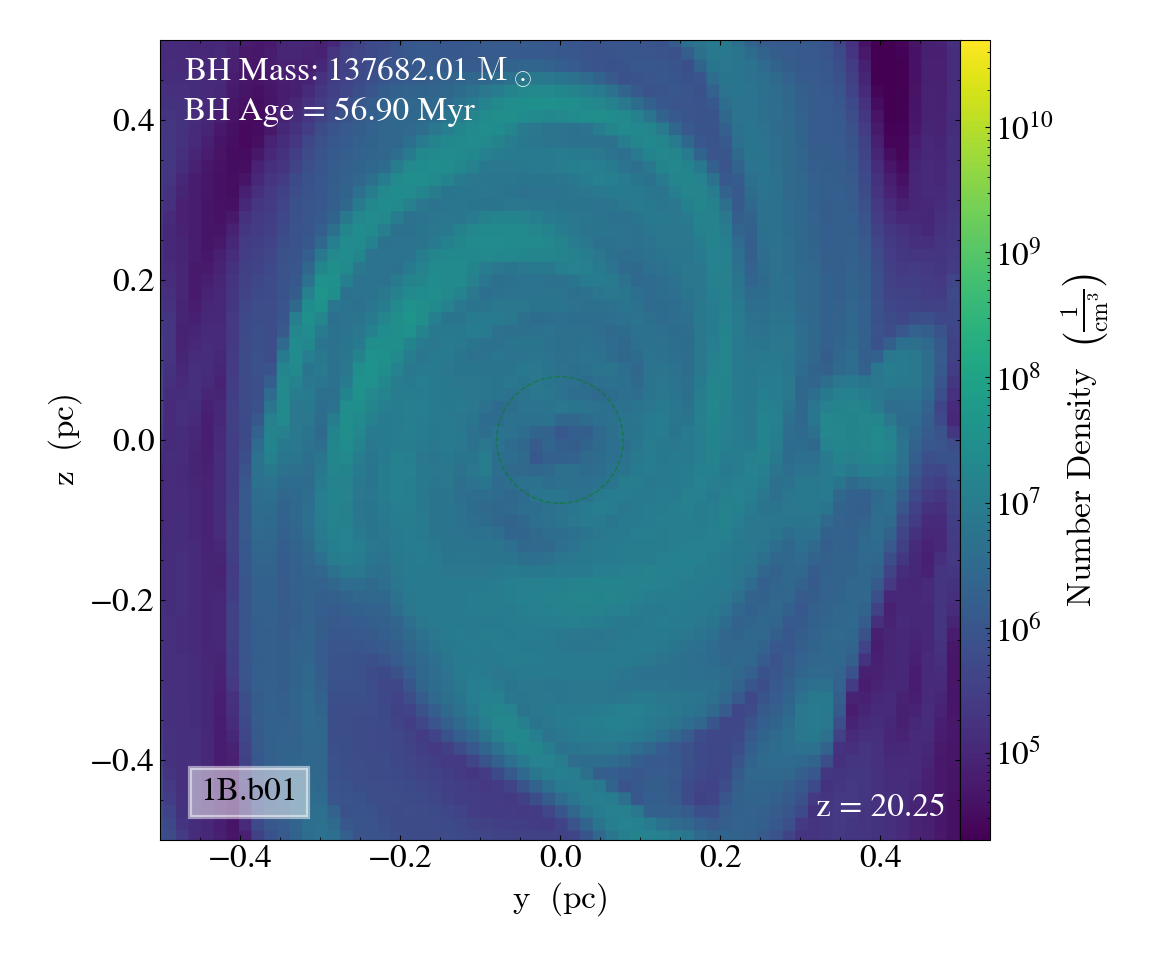 BH Mass: 137682.01 M☉
BH Age = 56.90 Myr
1B.b01
z = 20.25
0.4
0.2
0.0
−0.2
−0.4
z (pc)
−0.4
−0.2
0.0
0.2
0.4
y (pc)
10¹⁰
10⁹
10⁸
10⁷
10⁶
10⁵
Number Density (1/cm³)